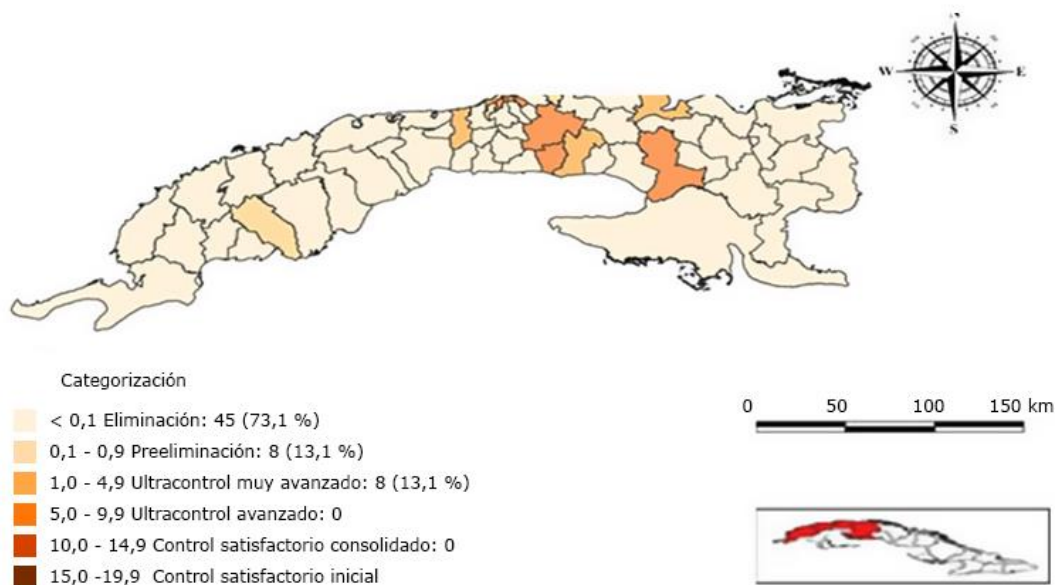 W
E
S
Categorización
< 0,1 Eliminación: 45 (73,1 %)
0,1 - 0,9 Preeliminación: 8 (13,1 %)
1,0 - 4,9 Ultracontrol muy avanzado: 8 (13,1 %)
5,0 - 9,9 Ultracontrol avanzado: 0
10,0 - 14,9 Control satisfactorio consolidado: 0
15,0 -19,9 Control satisfactorio inicial
0 50 100 150 km